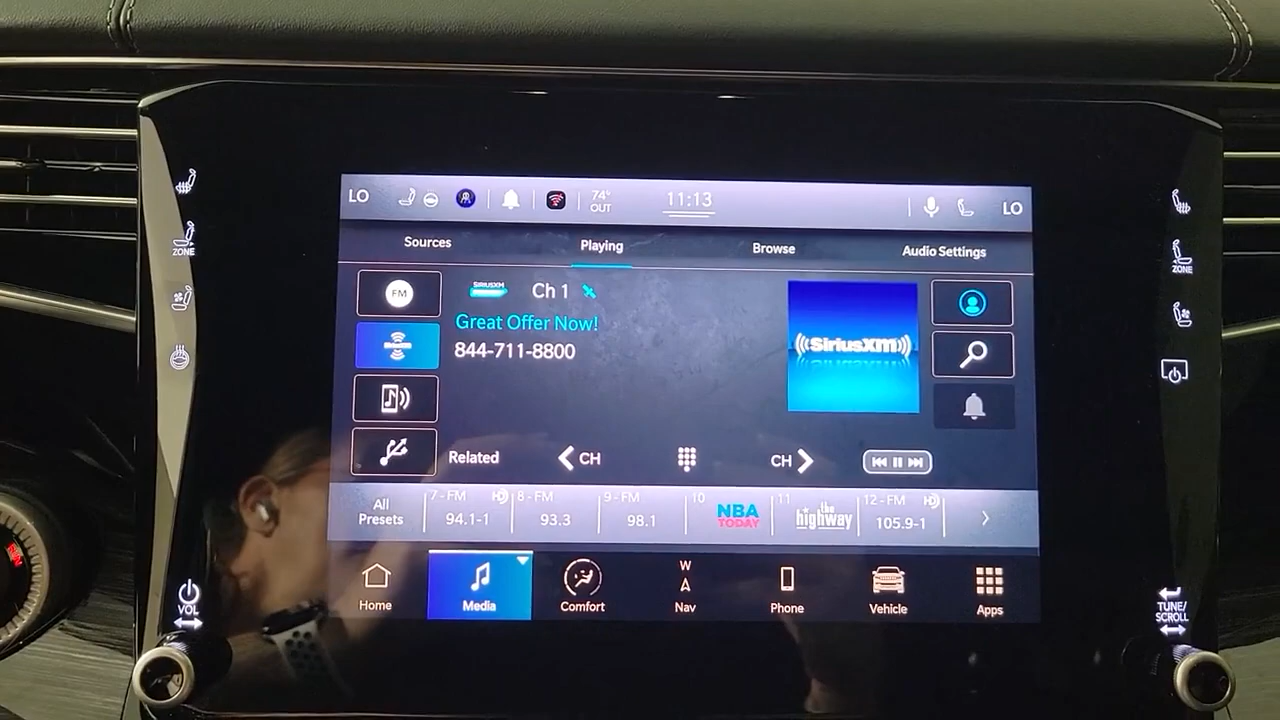 LO
74°
OUT
11:13
LO
Sources
Playing
Browse
Audio Settings
ZONE
ZONE
FM
SIRIUSXM
Ch 1
Great Offer Now!
844-711-8800
((SiriusXM))
Related
CH
CH
All
Presets
7-FM HD
94.1-1
8-FM
93.3
9-FM
98.1
10
NBA
TODAY
11
the
highway
12-FM HD
105.9-1
Home
Media
Comfort
W
A
Nav
Phone
Vehicle
Apps
VOL
TUNE/
SCROLL